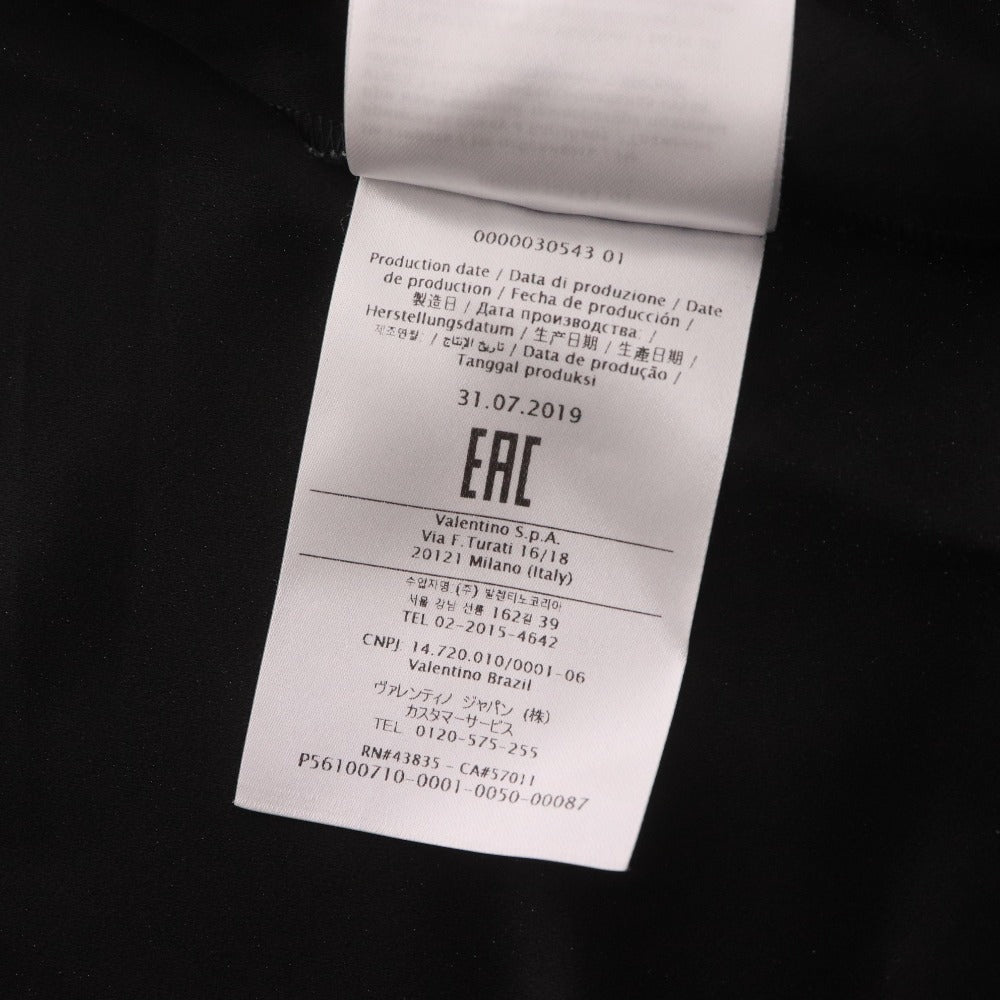 0000030543 01
Production date / Data di produzione / Date
de production / Fecha de producción /
製造日 / Дата производства /
Herstellungsdatum / 生产日期 / 生產日期 /
제조연월 / تاريخ الإنتاج / Data de produção /
Tanggal produksi
31.07.2019
EAC
Valentino S.p.A.
Via F.Turati 16/18
20121 Milano (Italy)
수입자명 (주) 발렌티노코리아
서울 강남 선릉 162길 39
TEL 02-2015-4642
CNPJ: 14.720.010/0001-06
Valentino Brazil
ヴァレンティノ ジャパン (株)
カスタマーサービス
TEL 0120-575-255
RN#43835 - CA#57011
P56100710-0001-0050-00087